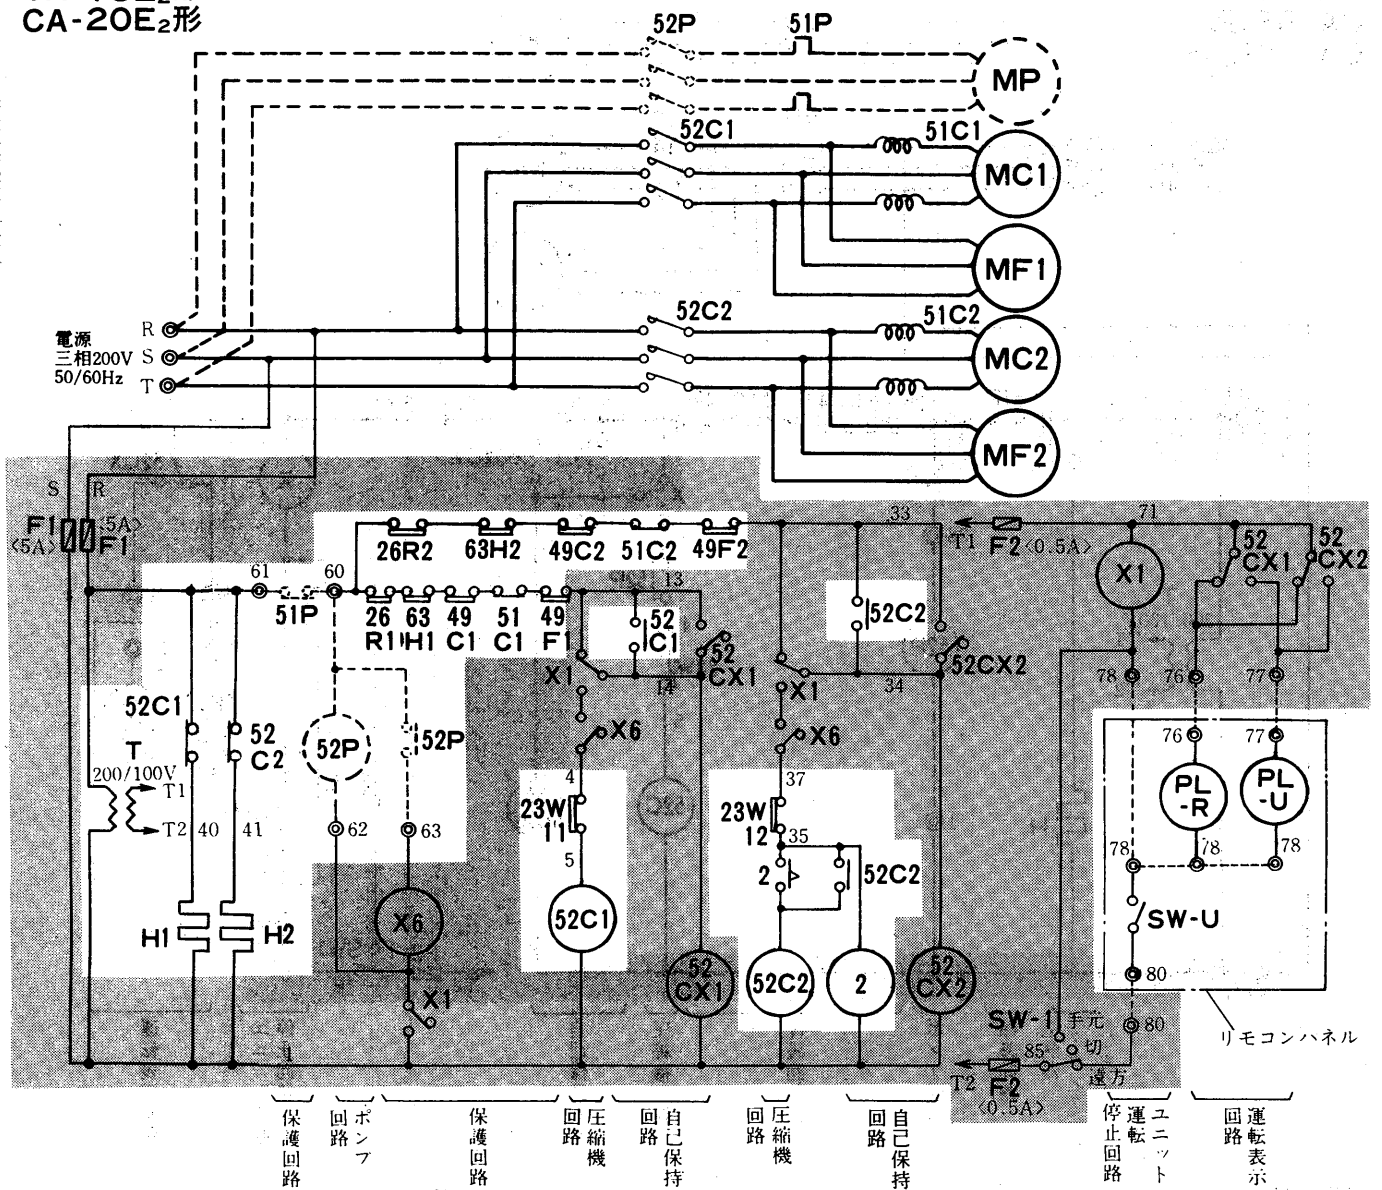 CA-20E₂形
52P
51P
MP
52C1
51C1
MC1
MF1
52C2
51C2
MC2
MF2
電源
三相200V
50/60Hz
R
S
T
S
R
F1
<5A>
<5A>
F1
61
51P
60
26R2
63H2
49C2
51C2
49F2
33
26
R1
63
H1
49
C1
51
C1
49
F1
13
52
C1
52
CX1
X1
14
X6
52C2
52CX2
X1
34
X6
T1
F2
<0.5A>
71
X1
52
CX1
52
CX2
78
76
77
52C1
52
C2
T
200/100V
T1
T2
40
41
52P
52P
62
63
4
23W
11
5
37
23W
12
35
2
52C2
76
77
PL
-R
PL
-U
78
78
78
H1
H2
X6
52C1
52
CX1
52C2
2
52
CX2
SW-U
80
X1
1
SW-1
手元
切
遠方
80
85
T2
F2
<0.5A>
リモコンハネル
保護回路
ポンプ
回路
保護回路
圧縮機
回路
自己保持
回路
圧縮機
回路
自己保持
回路
ユニット
運転
停止回路
運転表示
回路